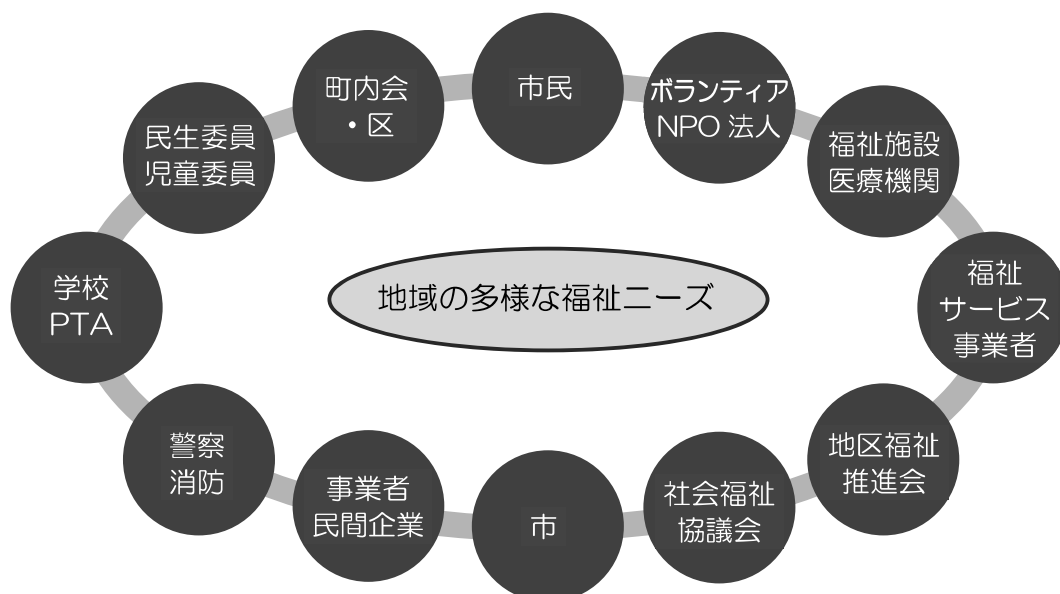 市民
ボランティア
NPO 法人
福祉施設
医療機関
福祉
サービス
事業者
地区福祉
推進会
社会福祉
協議会
市
事業者
民間企業
警察
消防
学校
PTA
民生委員
児童委員
町内会
・区
地域の多様な福祉ニーズ